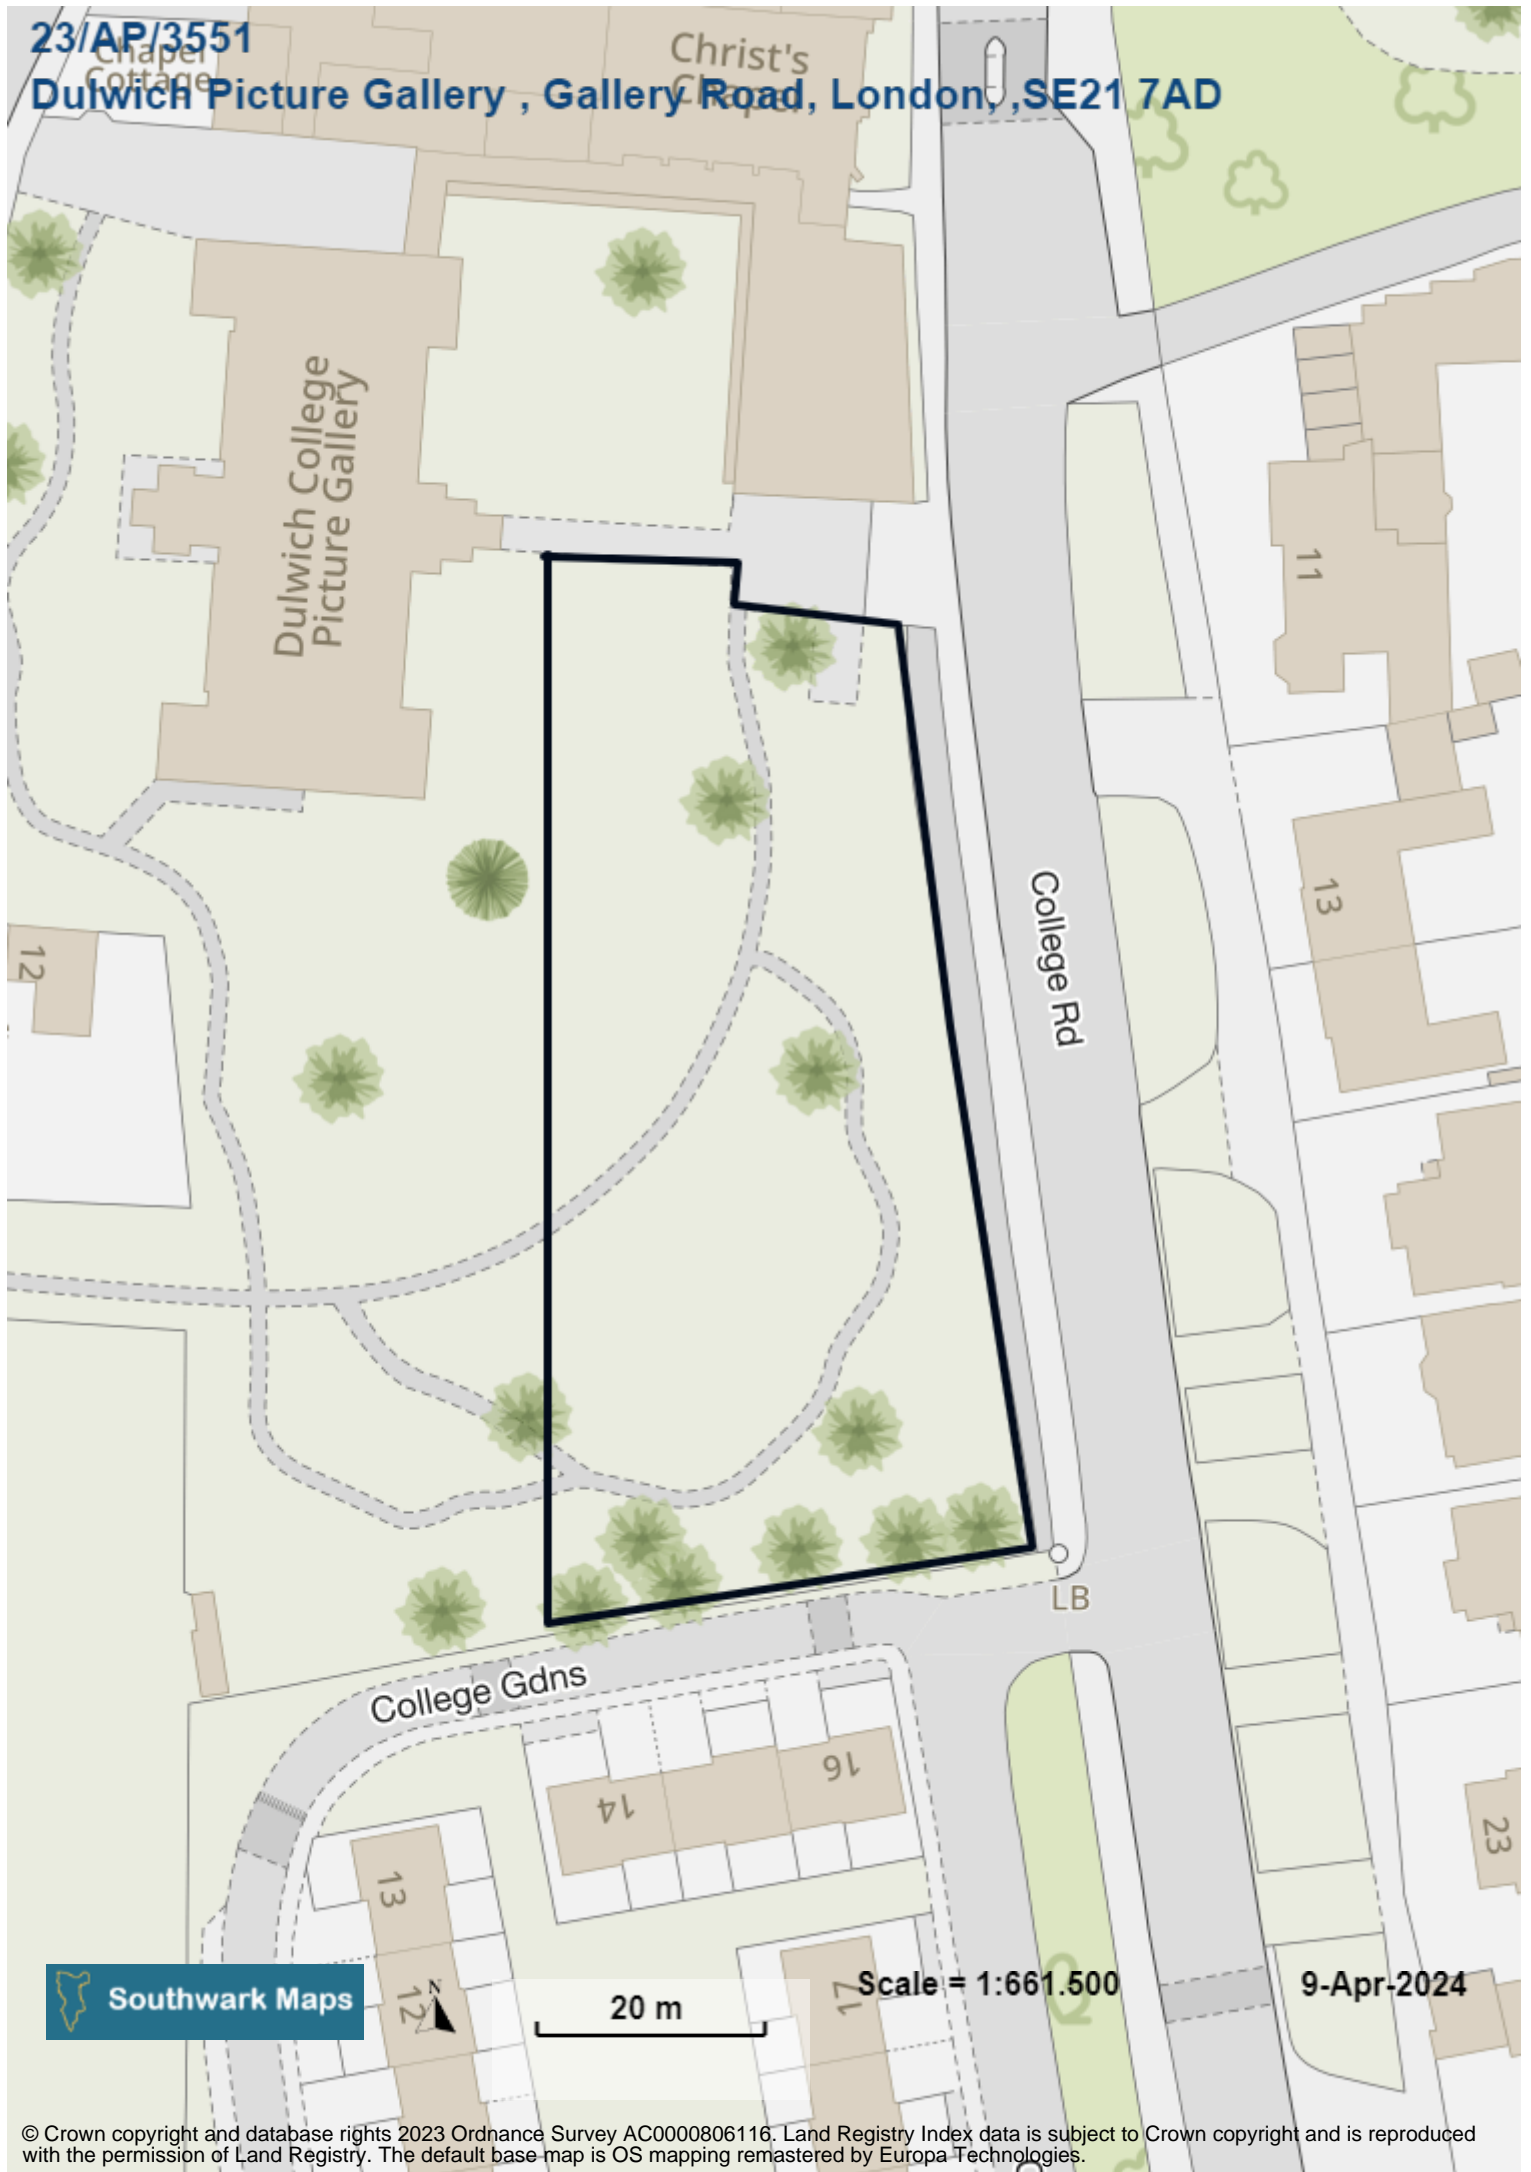 23/AP/3551
Chapel
Cottage
Christ's
Chapel
Dulwich Picture Gallery , Gallery Road, London, ,SE21 7AD
Dulwich College
Picture Gallery
11
13
12
College Rd
LB
College Gdns
16
14
23
13
12
17
Southwark Maps
N
20 m
Scale = 1:661.500
9-Apr-2024
© Crown copyright and database rights 2023 Ordnance Survey AC0000806116. Land Registry Index data is subject to Crown copyright and is reproduced
with the permission of Land Registry. The default base map is OS mapping remastered by Europa Technologies.